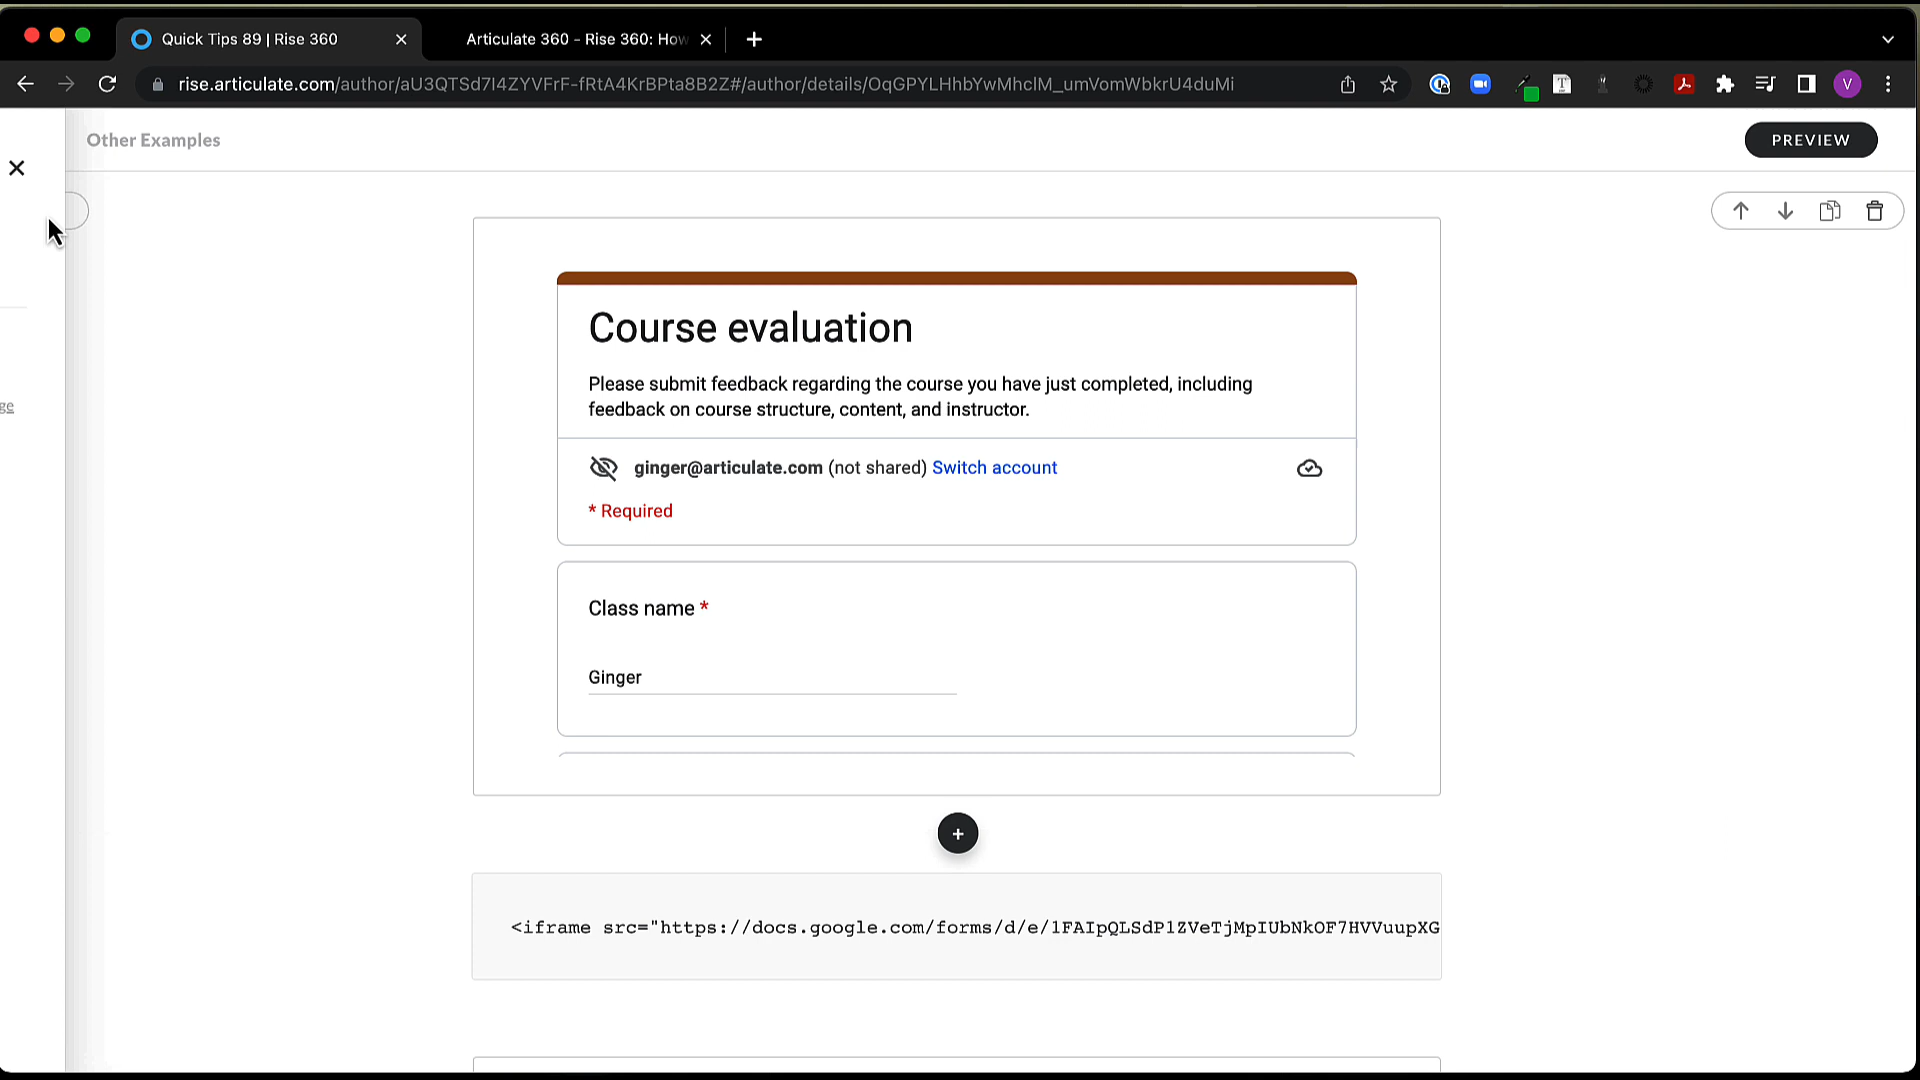 Quick Tips 89 | Rise 360
Articulate 360 - Rise 360: How
rise.articulate.com/author/aU3QTSd7I4ZYVFrF-fRtA4KrBPta8B2Z#/author/details/OqGPYLHhbYwMhclM_umVomWbkrU4duMi
V
Other Examples
PREVIEW
ge
Course evaluation
Please submit feedback regarding the course you have just completed, including
feedback on course structure, content, and instructor.
ginger@articulate.com (not shared) Switch account
* Required
Class name *
Ginger
<iframe src="https://docs.google.com/forms/d/e/1FAIpQLSdP1ZVeTjMpIUbNkOF7HVVuupXG